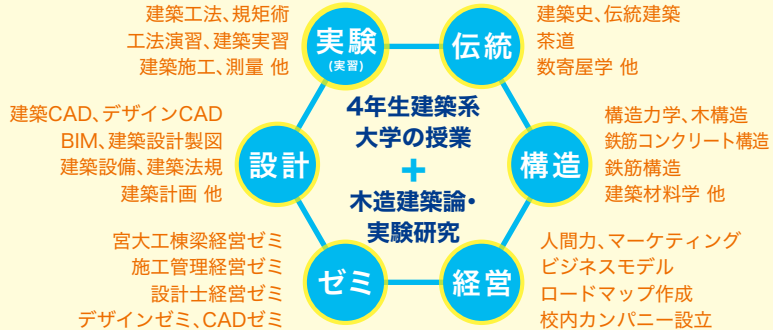 建築工法、規矩術
工法演習、建築実習
建築施工、測量 他
実験
(実習)
伝統
建築史、伝統建築
茶道
数寄屋学 他
建築CAD、デザインCAD
BIM、建築設計製図
建築設備、建築法規
建築計画 他
設計
4年生建築系
大学の授業
+
木造建築論・
実験研究
構造
構造力学、木構造
鉄筋コンクリート構造
鉄筋構造
建築材料学 他
宮大工棟梁経営ゼミ
施工管理経営ゼミ
設計士経営ゼミ
デザインゼミ、CADゼミ
ゼミ
経営
人間力、マーケティング
ビジネスモデル
ロードマップ作成
校内カンパニー設立